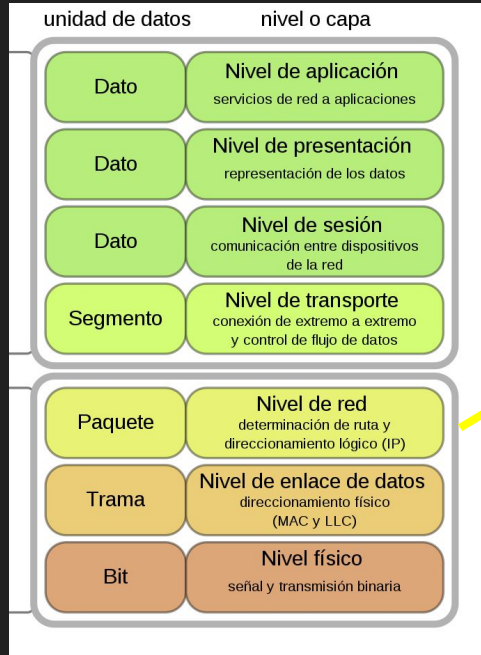 unidad de datos nivel o capa
Dato
Nivel de aplicación
servicios de red a aplicaciones
Dato
Nivel de presentación
representación de los datos
Dato
Nivel de sesión
comunicación entre dispositivos
de la red
Segmento
Nivel de transporte
conexión de extremo a extremo
y control de flujo de datos
Paquete
Nivel de red
determinación de ruta y
direccionamiento lógico (IP)
Trama
Nivel de enlace de datos
direccionamiento físico
(MAC y LLC)
Bit
Nivel físico
señal y transmisión binaria